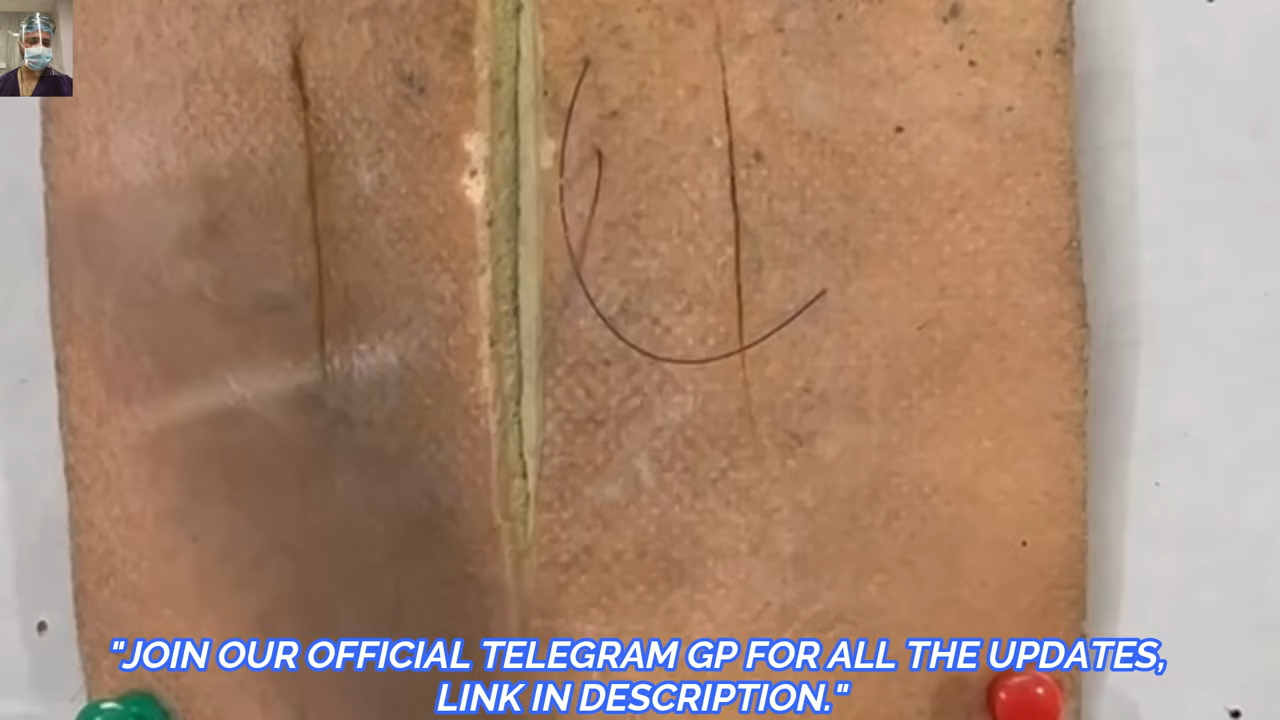 "JOIN OUR OFFICIAL TELEGRAM GP FOR ALL THE UPDATES,
LINK IN DESCRIPTION."